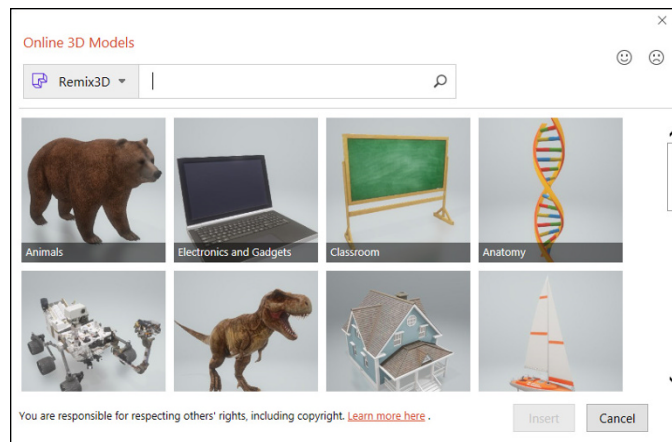 Online 3D Models
Remix3D
Animals
Electronics and Gadgets
Classroom
Anatomy
You are responsible for respecting others' rights, including copyright. Learn more here .
Insert
Cancel